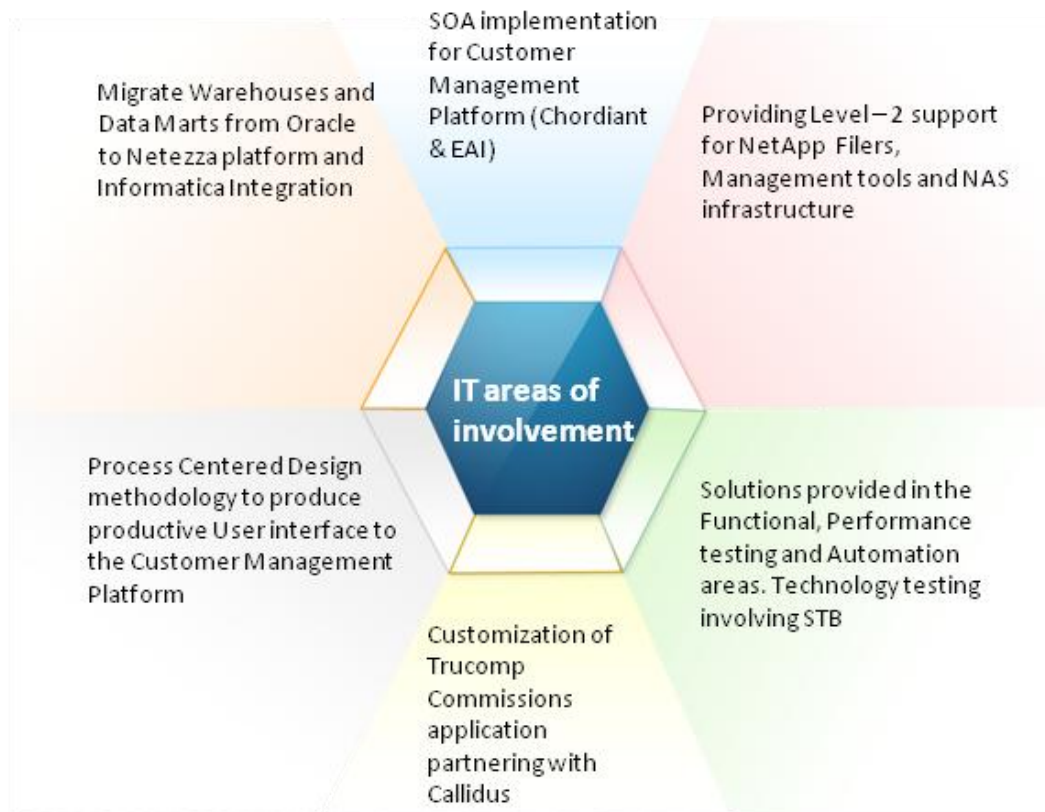 SOA implementation
for Customer
Management
Platform (Chordiant
& EAI)
Migrate Warehouses and
Data Marts from Oracle
to Netezza platform and
Informatica Integration
Providing Level – 2 support
for NetApp Filers,
Management tools and NAS
infrastructure
IT areas of
involvement
Process Centered Design
methodology to produce
productive User interface to
the Customer Management
Platform
Solutions provided in the
Functional, Performance
testing and Automation
areas. Technology testing
involving STB
Customization of
Trucomp
Commissions
application
partnering with
Callidus